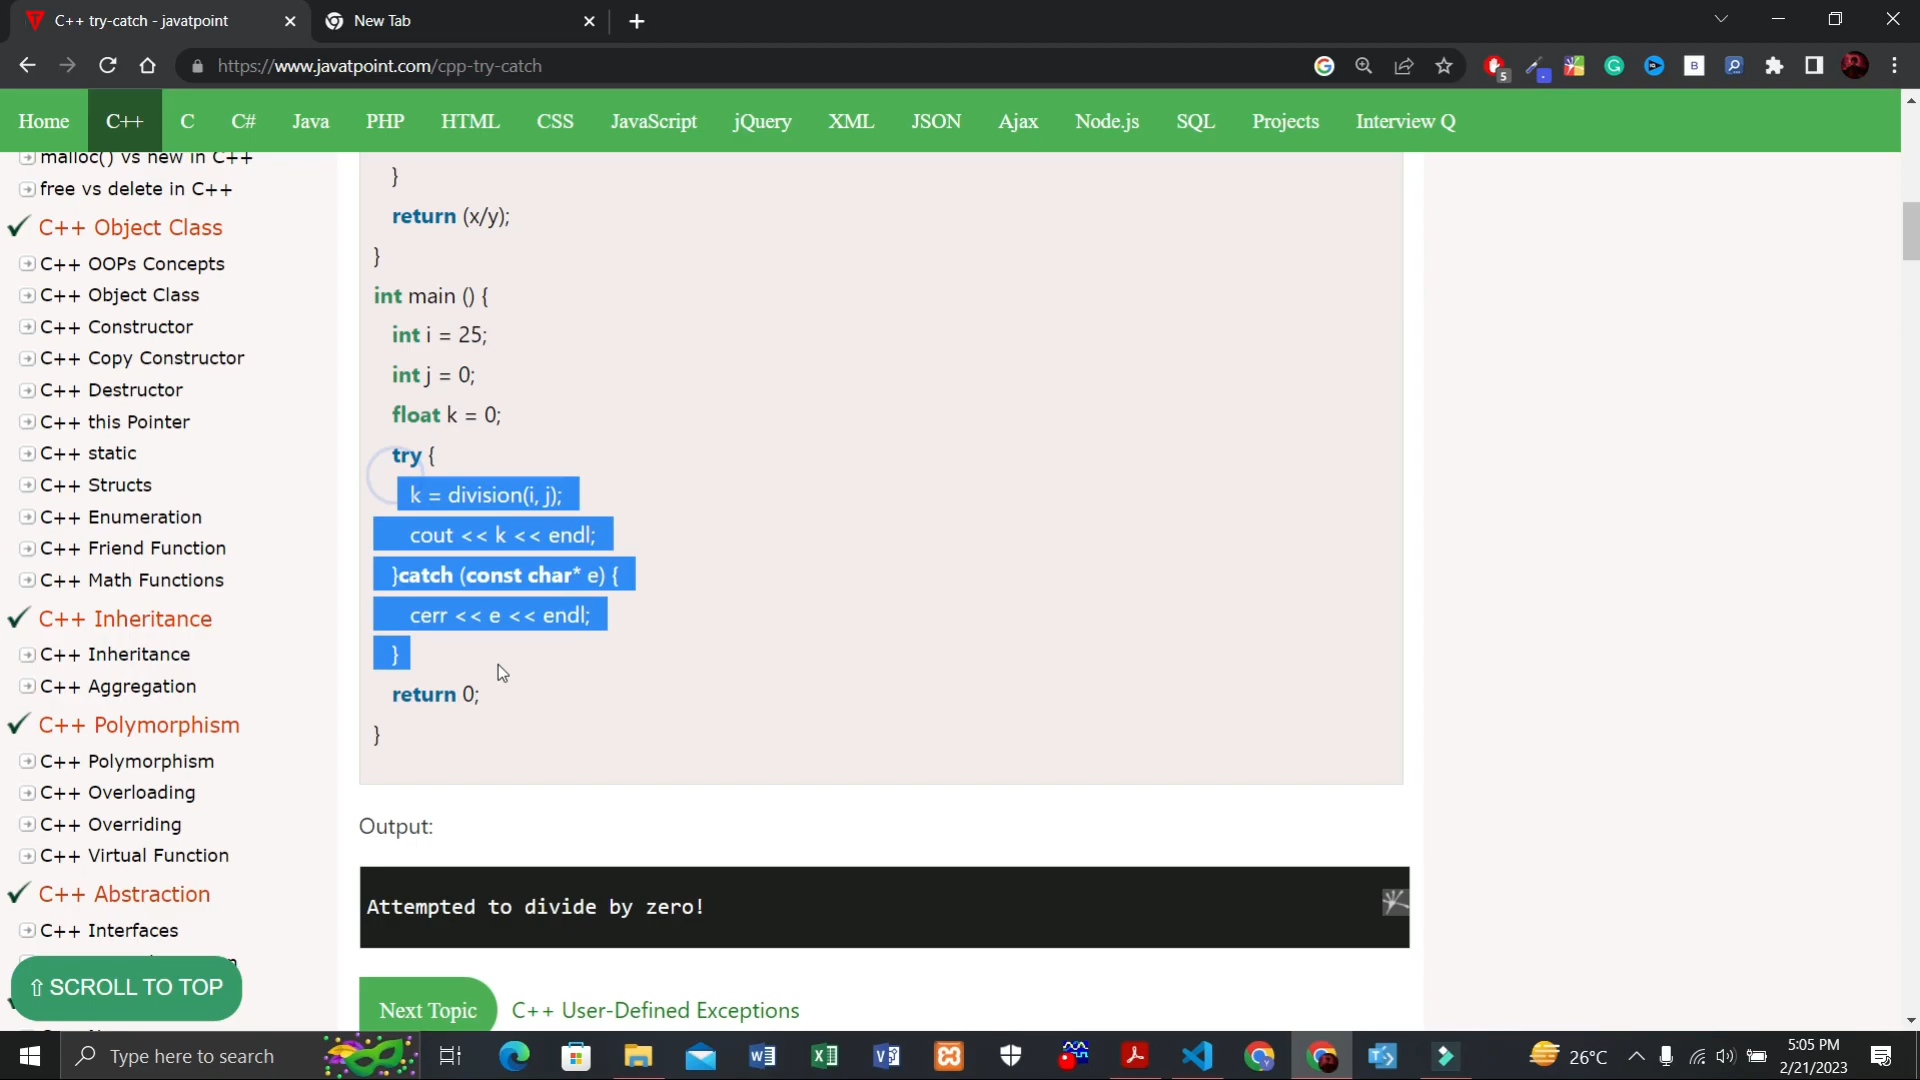 C++ try-catch - javatpoint
New Tab
https://www.javatpoint.com/cpp-try-catch
5
B
Home
C++
C
C#
Java
PHP
HTML
CSS
JavaScript
jQuery
XML
JSON
Ajax
Node.js
SQL
Projects
Interview Q
malloc() vs new in C++
free vs delete in C++
C++ Object Class
C++ OOPs Concepts
C++ Object Class
C++ Constructor
C++ Copy Constructor
C++ Destructor
C++ this Pointer
C++ static
C++ Structs
C++ Enumeration
C++ Friend Function
C++ Math Functions
C++ Inheritance
C++ Inheritance
C++ Aggregation
C++ Polymorphism
C++ Polymorphism
C++ Overloading
C++ Overriding
C++ Virtual Function
C++ Abstraction
C++ Interfaces
⇧ SCROLL TO TOP
}
return (x/y);
}
int main () {
int i = 25;
int j = 0;
float k = 0;
try {
k = division(i, j);
cout << k << endl;
}catch (const char* e) {
cerr << e << endl;
}
return 0;
}
Output:
Attempted to divide by zero!
Next Topic
C++ User-Defined Exceptions
Type here to search
26°C
5:05 PM
2/21/2023